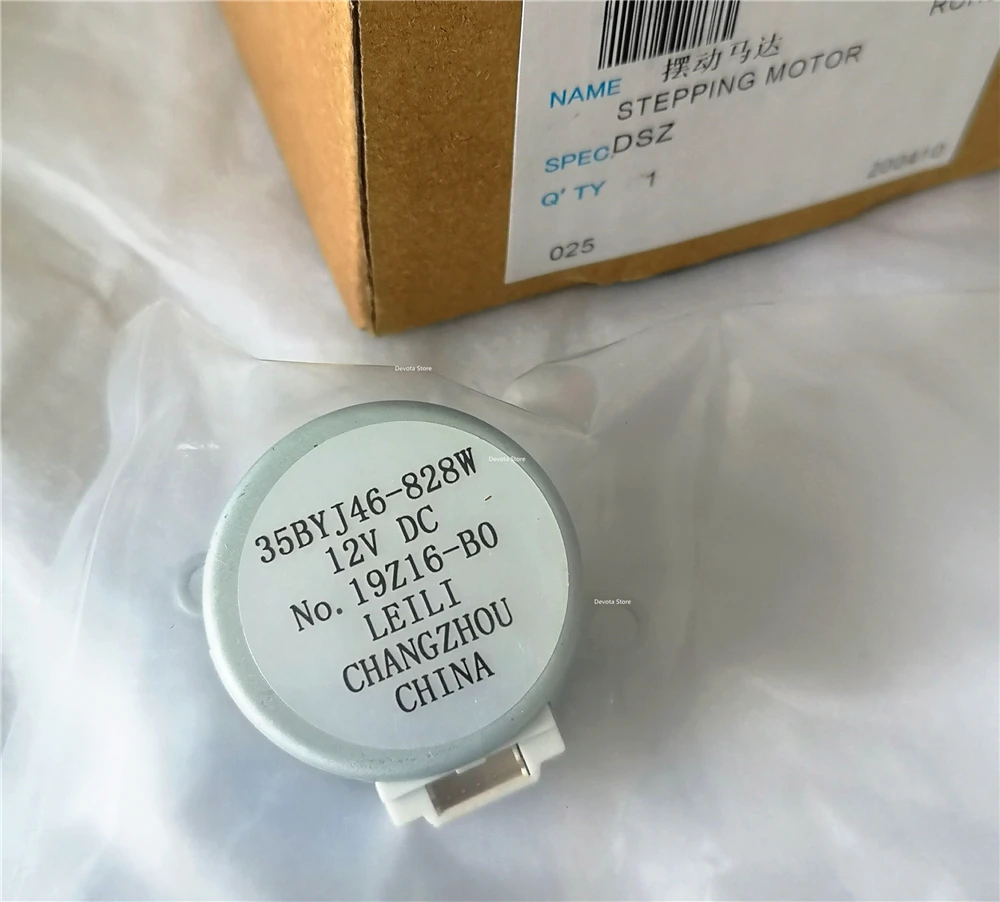 摆动马达
NAME STEPPING MOTOR
SPEC. DSZ
Q' TY 1
200410
025
Devota Store
Devota Store
35BYJ46-828W
12V DC
No. 19Z16-B0
LEILI
CHANGZHOU
CHINA
Devota Store